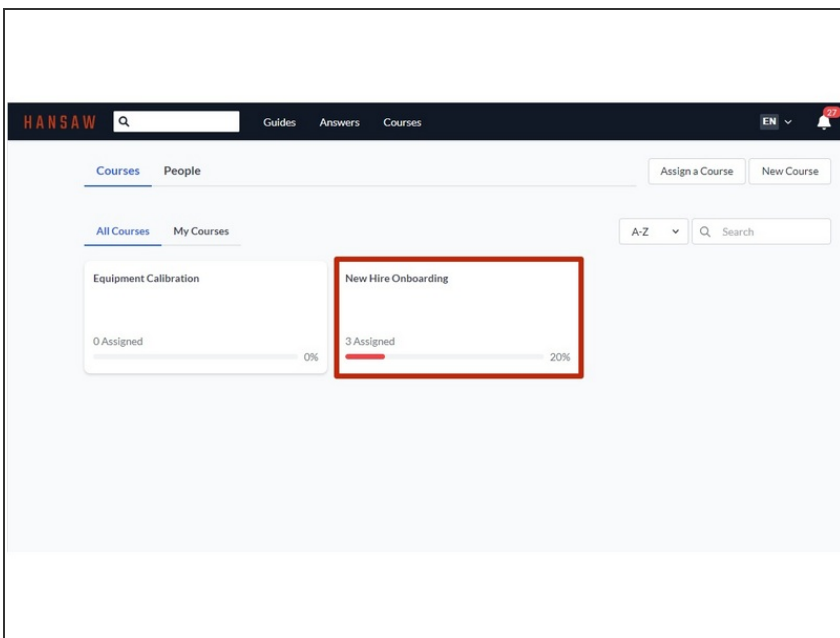 HANSAW Guides Answers Courses EN 27
Courses People Assign a Course New Course
All Courses My Courses A-Z Search
Equipment Calibration New Hire Onboarding
0 Assigned 3 Assigned
0% 20%